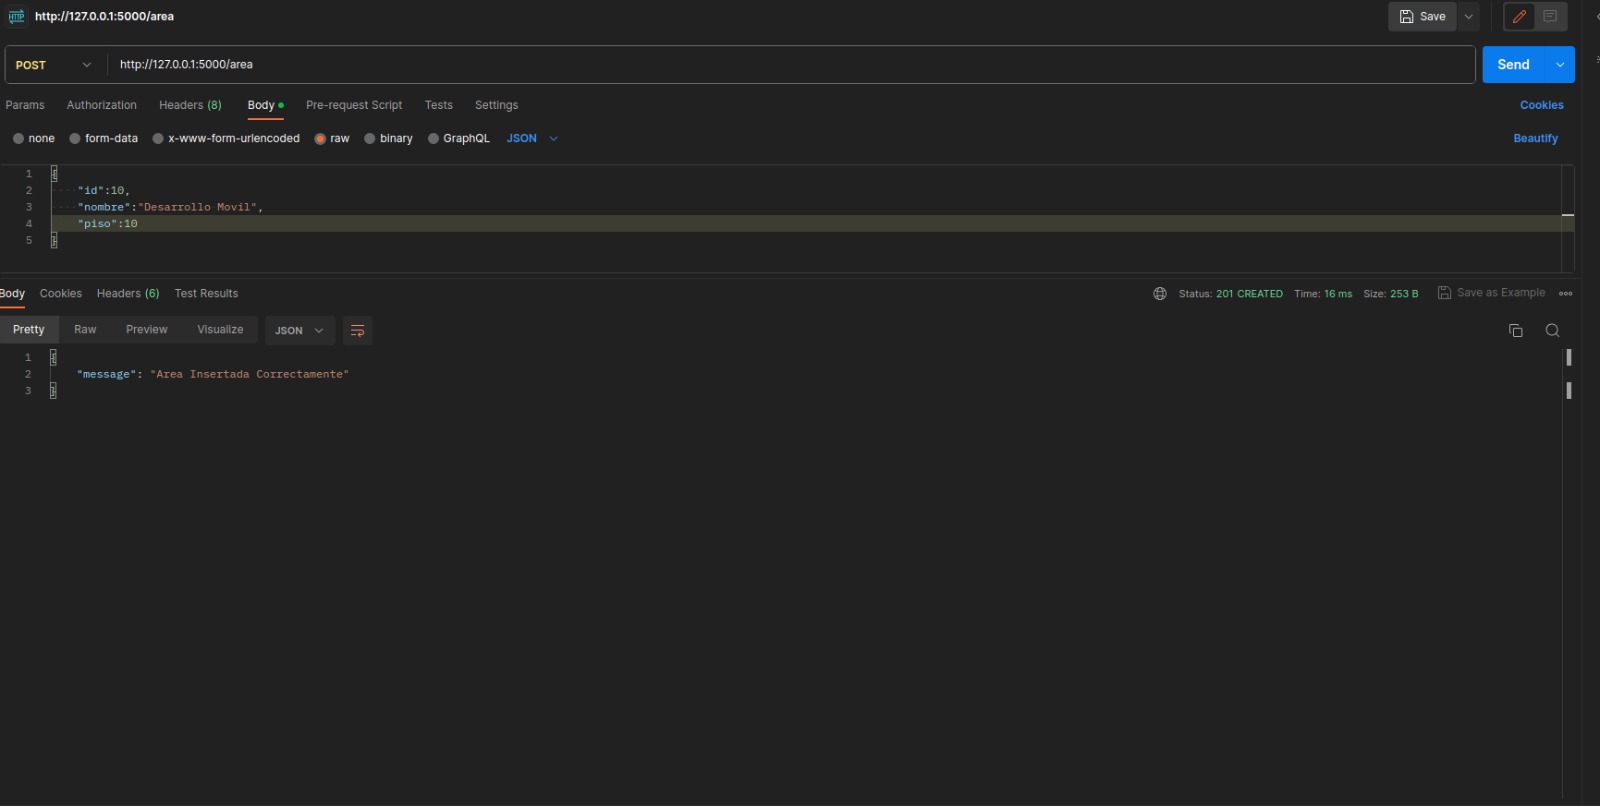 HTTP http://127.0.0.1:5000/area Save
POST http://127.0.0.1:5000/area Send
Params Authorization Headers (8) Body Pre-request Script Tests Settings Cookies
none form-data x-www-form-urlencoded raw binary GraphQL JSON Beautify
1 {
2 "id":10,
3 "nombre":"Desarrollo Movil",
4 "piso":10
5 }
Body Cookies Headers (6) Test Results Status: 201 CREATED Time: 16 ms Size: 253 B Save as Example
Pretty Raw Preview Visualize JSON
1 {
2 "message": "Area Insertada Correctamente"
3 }